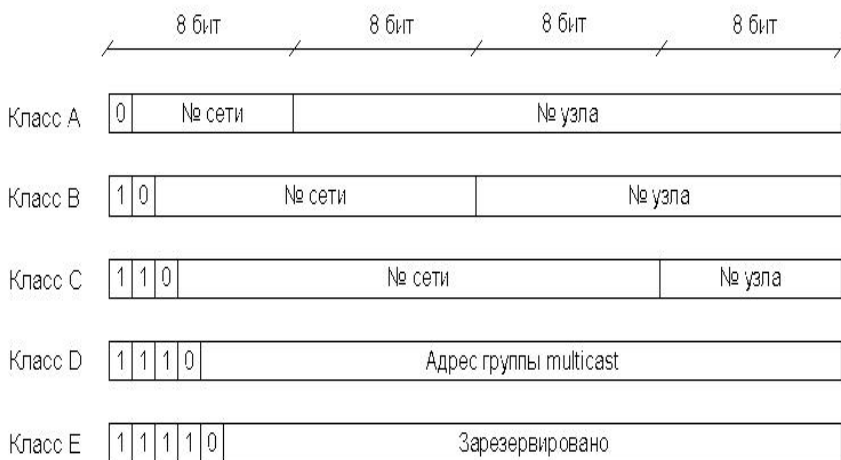 8 бит 8 бит 8 бит 8 бит
Класс A 0 № сети № узла
Класс B 1 0 № сети № узла
Класс C 1 1 0 № сети № узла
Класс D 1 1 1 0 Адрес группы multicast
Класс E 1 1 1 1 0 Зарезервировано